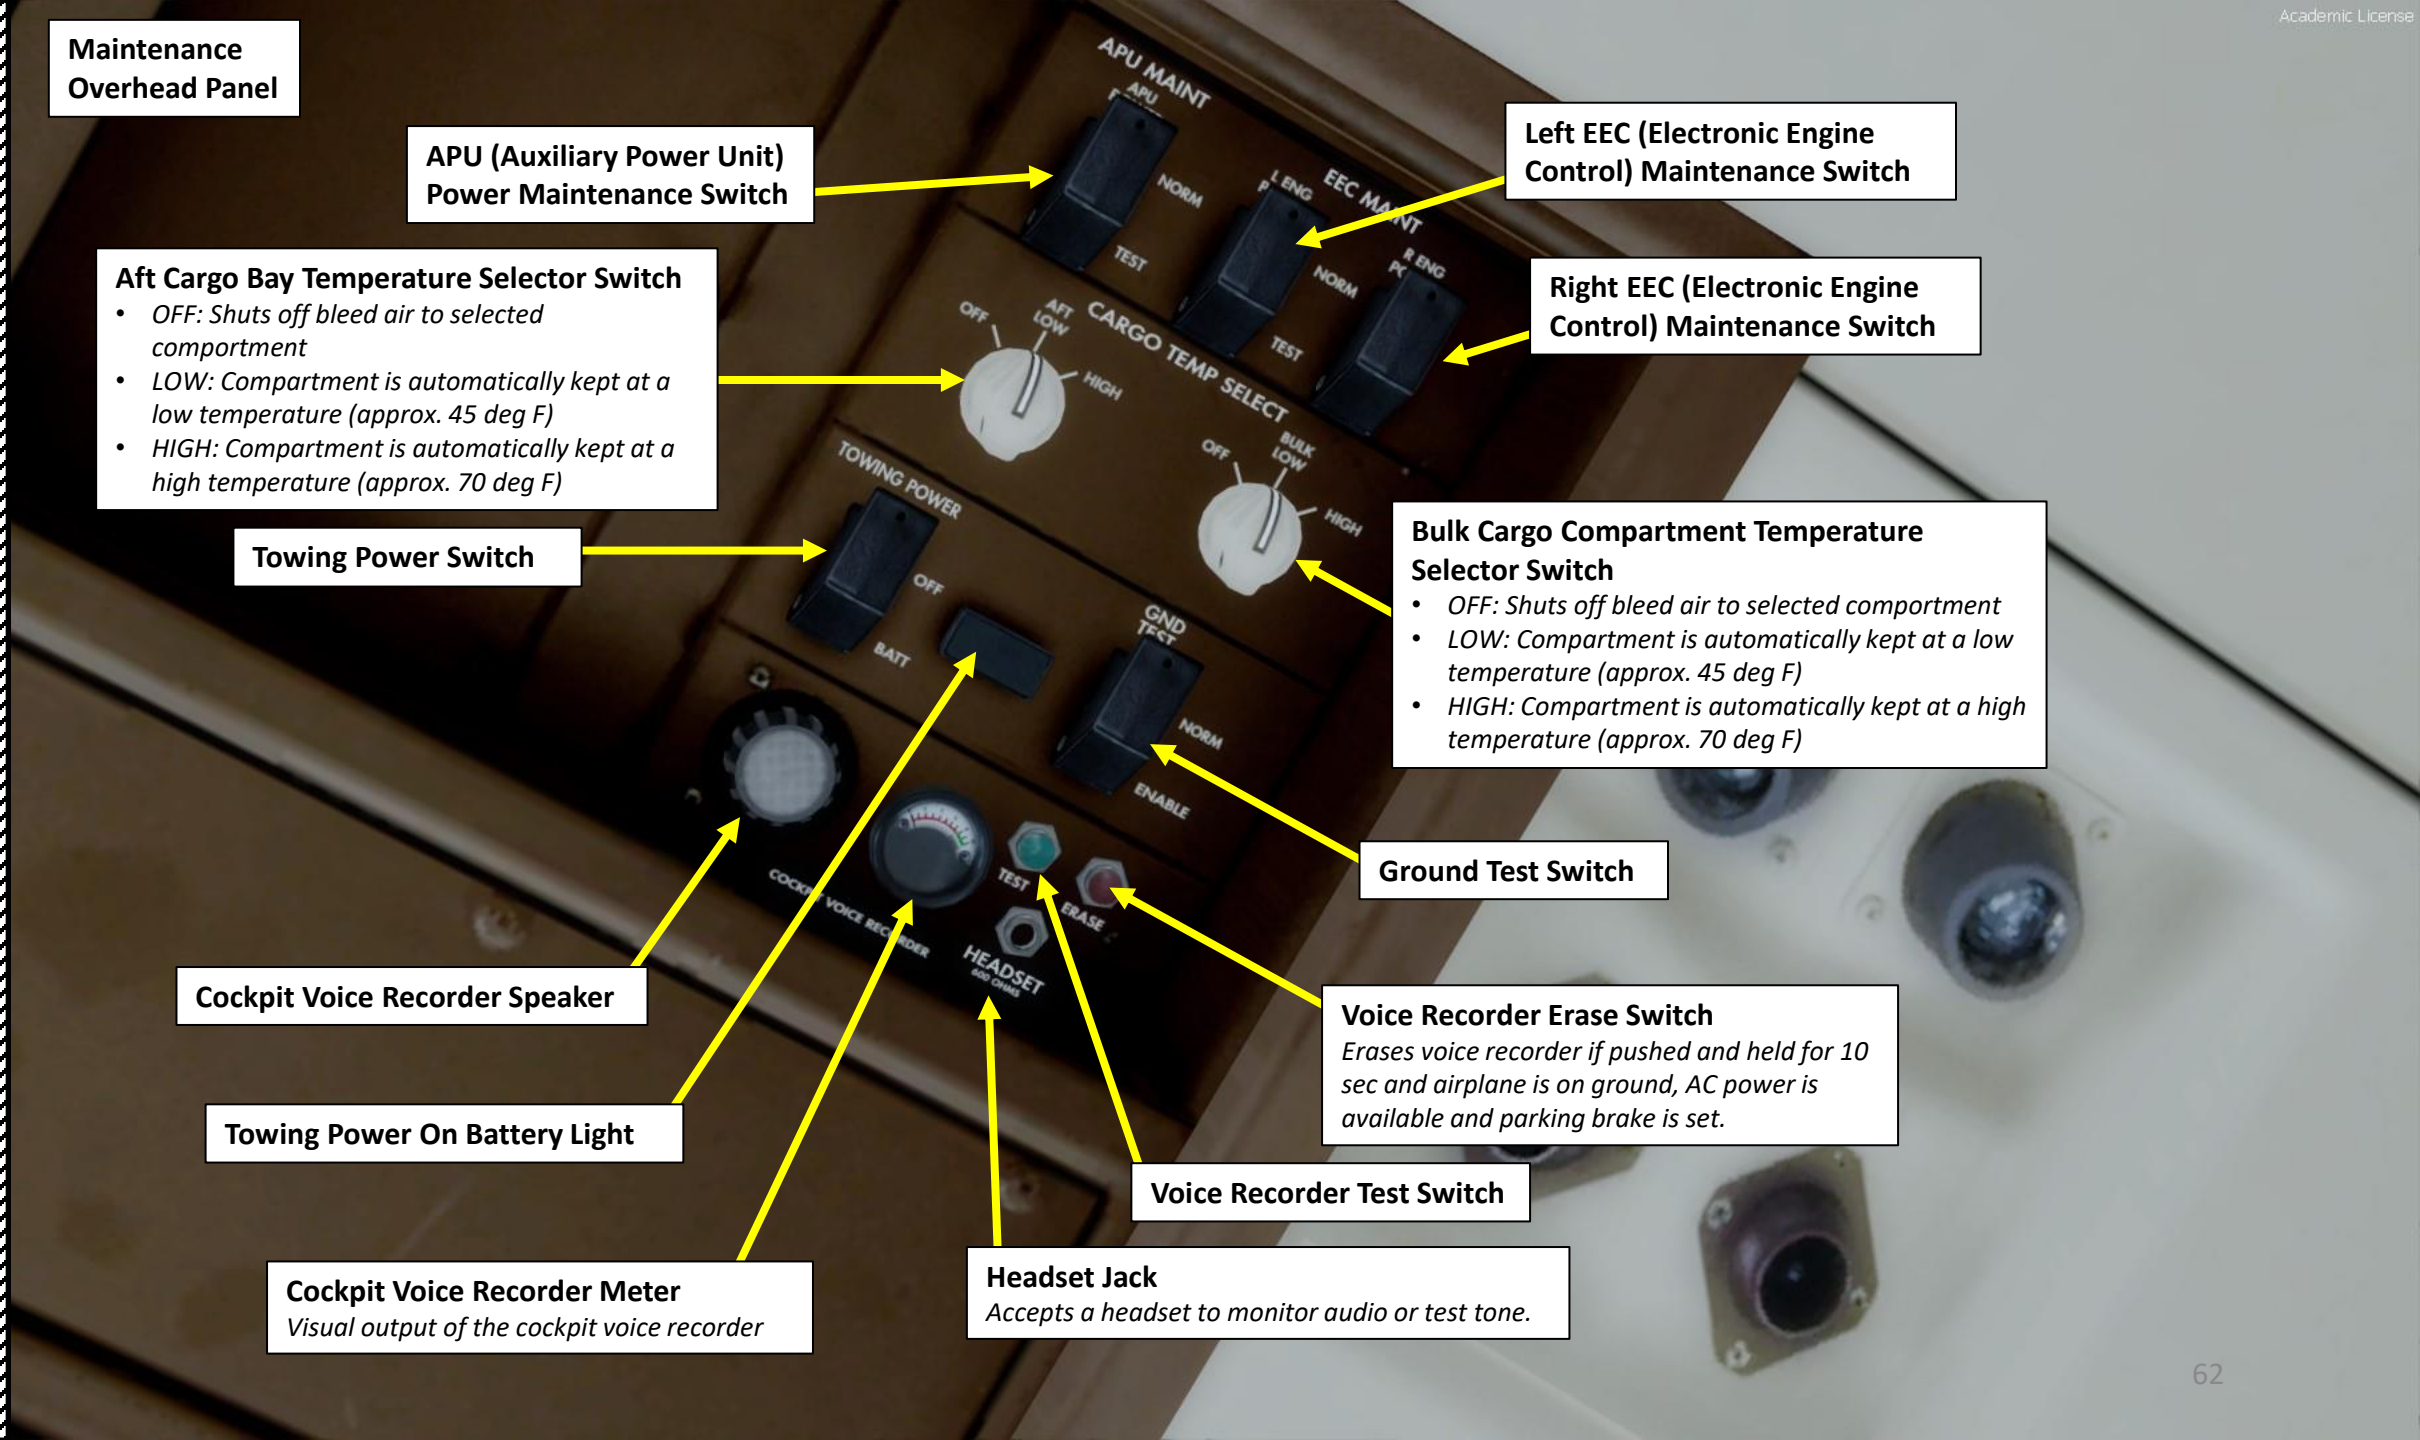 Academic License
Maintenance
Overhead Panel
APU (Auxiliary Power Unit)
Power Maintenance Switch
Left EEC (Electronic Engine
Control) Maintenance Switch
Right EEC (Electronic Engine
Control) Maintenance Switch
Aft Cargo Bay Temperature Selector Switch
• OFF: Shuts off bleed air to selected
comportment
• LOW: Compartment is automatically kept at a
low temperature (approx. 45 deg F)
• HIGH: Compartment is automatically kept at a
high temperature (approx. 70 deg F)
Towing Power Switch
Bulk Cargo Compartment Temperature
Selector Switch
• OFF: Shuts off bleed air to selected comportment
• LOW: Compartment is automatically kept at a low
temperature (approx. 45 deg F)
• HIGH: Compartment is automatically kept at a high
temperature (approx. 70 deg F)
Ground Test Switch
Cockpit Voice Recorder Speaker
Voice Recorder Erase Switch
Erases voice recorder if pushed and held for 10
sec and airplane is on ground, AC power is
available and parking brake is set.
Towing Power On Battery Light
Voice Recorder Test Switch
Cockpit Voice Recorder Meter
Visual output of the cockpit voice recorder
Headset Jack
Accepts a headset to monitor audio or test tone.
APU MAINT
APU
NORM
TEST
EEC MAINT
L ENG
NORM
TEST
R ENG
CARGO TEMP SELECT
OFF
AFT
LOW
HIGH
OFF
BULK
LOW
HIGH
TOWING POWER
OFF
BATT
GND
TEST
NORM
ENABLE
COCKPIT VOICE RECORDER
TEST
ERASE
HEADSET
600 OHMS
62